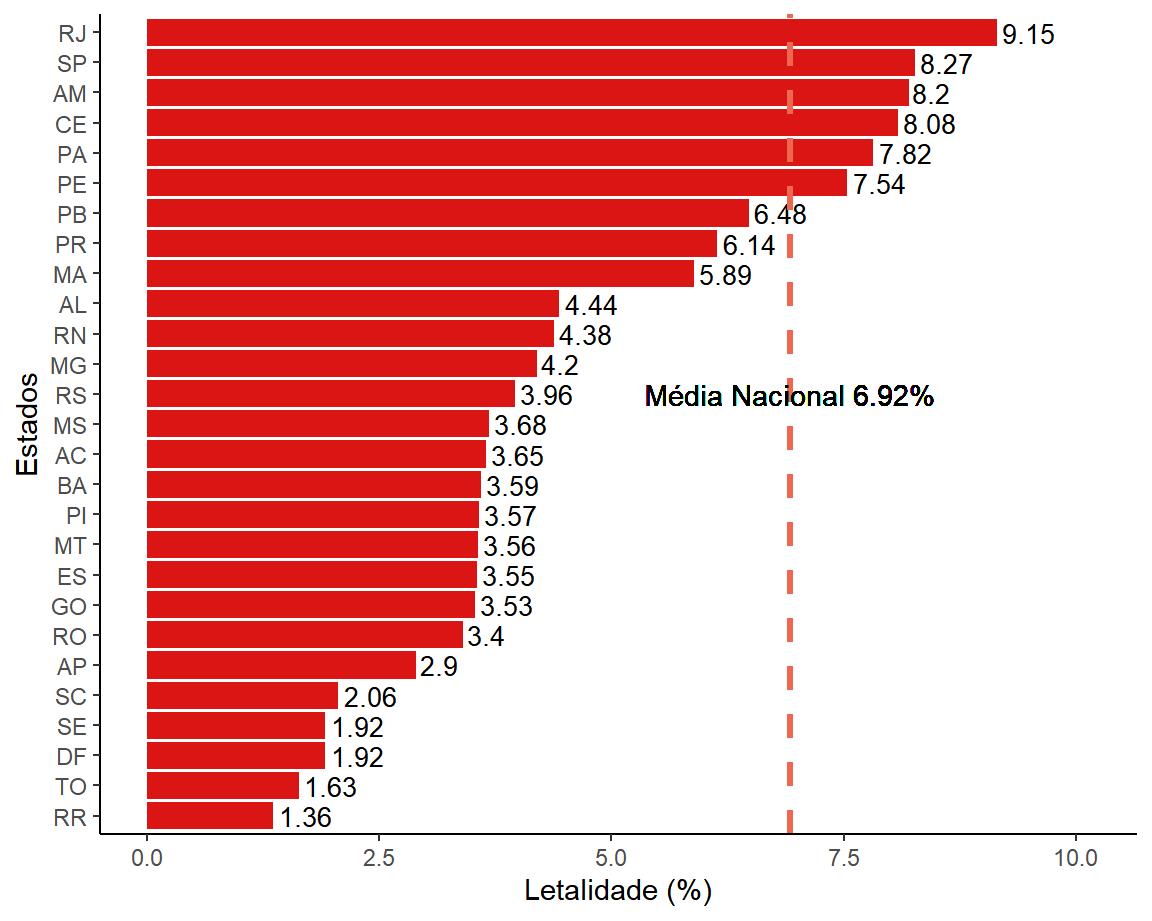 RJ 9.15
SP 8.27
AM 8.2
CE 8.08
PA 7.82
PE 7.54
PB 6.48
PR 6.14
MA 5.89
AL 4.44
RN 4.38
MG 4.2
RS 3.96 Média Nacional 6.92%
MS 3.68
AC 3.65
BA 3.59
PI 3.57
MT 3.56
ES 3.55
GO 3.53
RO 3.4
AP 2.9
SC 2.06
SE 1.92
DF 1.92
TO 1.63
RR 1.36
Estados
0.0 2.5 5.0 7.5 10.0
Letalidade (%)